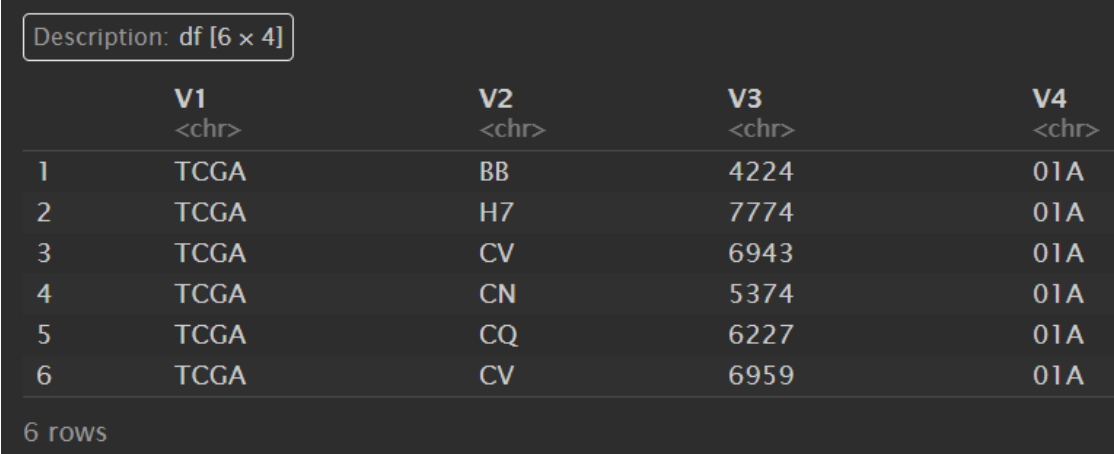 Description: df [6 × 4]
V1 V2 V3 V4
<chr> <chr> <chr> <chr>
1 TCGA BB 4224 01A
2 TCGA H7 7774 01A
3 TCGA CV 6943 01A
4 TCGA CN 5374 01A
5 TCGA CQ 6227 01A
6 TCGA CV 6959 01A
6 rows